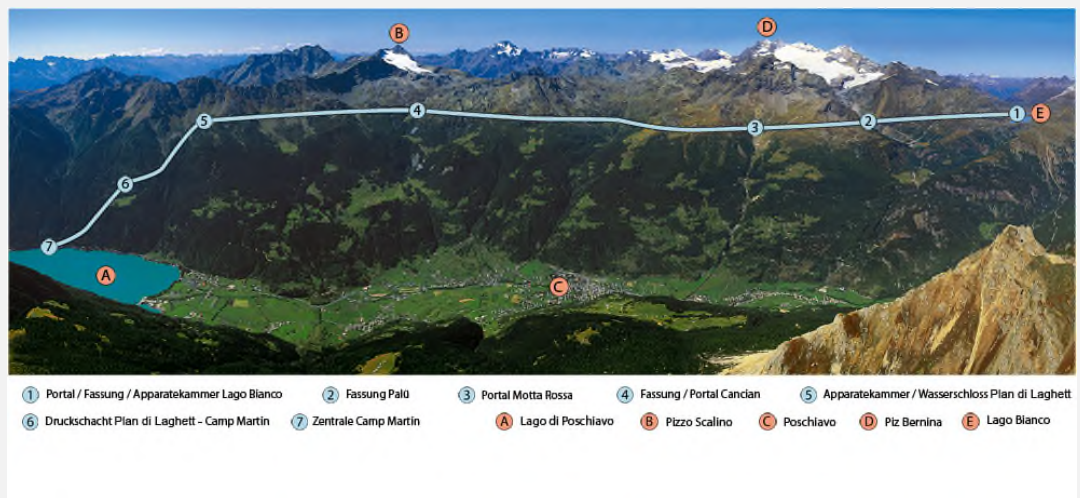 B
D
5
4
3
2
1
E
6
7
A
C
1 Portal / Fassung / Apparatekammer Lago Bianco
2 Fassung Palü
3 Portal Motta Rossa
4 Fassung / Portal Cancian
5 Apparatekammer / Wasserschloss Plan di Laghett
6 Druckschacht Plan di Laghett – Camp Martin
7 Zentrale Camp Martin
A Lago di Poschiavo
B Pizzo Scalino
C Poschiavo
D Piz Bernina
E Lago Bianco